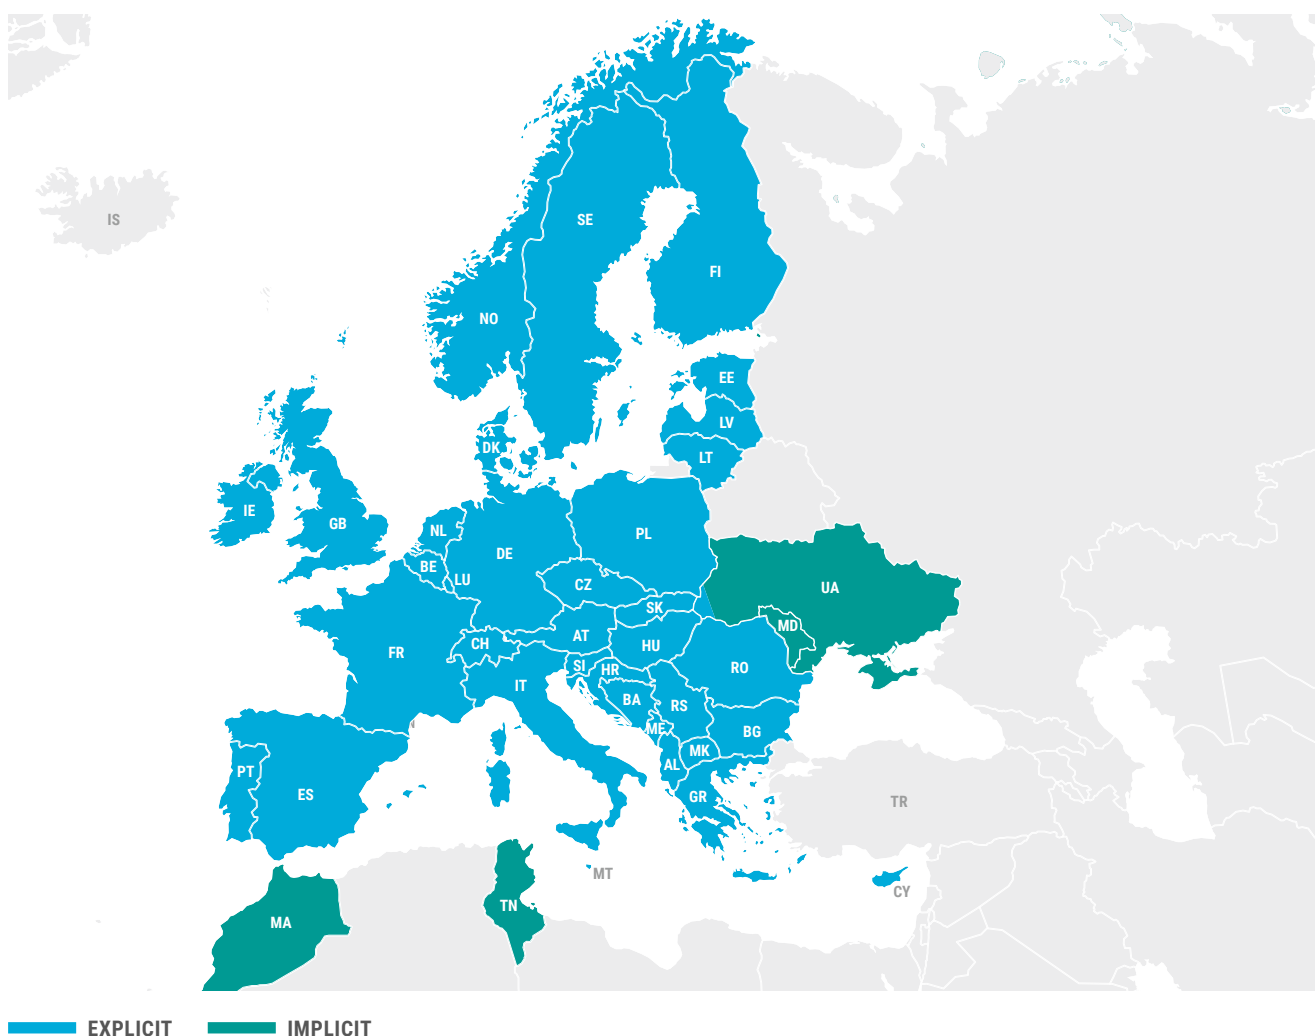 IS
SE
FI
NO
EE
LV
DK
LT
IE
GB
NL
PL
DE
BE
LU
CZ
UA
SK
MD
AT
CH
HU
FR
SI
HR
RO
IT
BA
RS
ME
BG
MK
AL
PT
ES
GR
TR
MT
CY
TN
MA
EXPLICIT
IMPLICIT